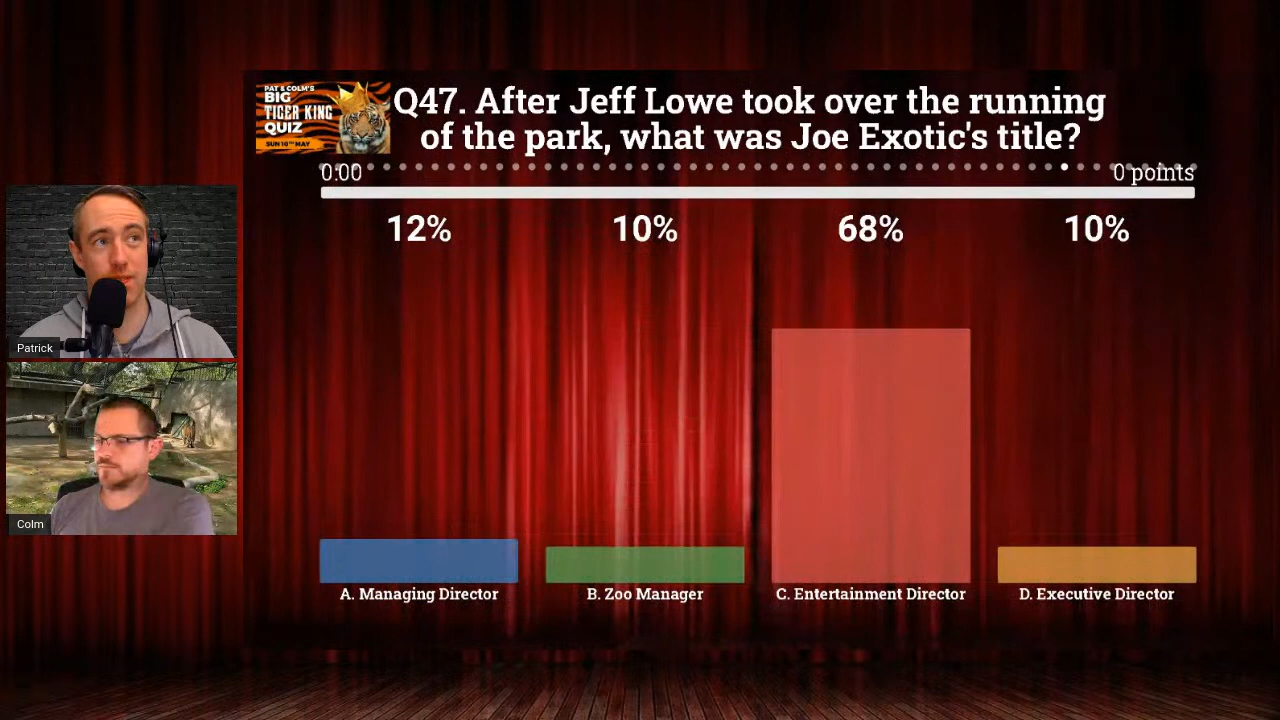 PAT & COLM'S
BIG
TIGER KING
QUIZ
SUN 10TH MAY
Q47. After Jeff Lowe took over the running
of the park, what was Joe Exotic's title?
0:00
0 points
12%
10%
68%
10%
Patrick
Colm
A. Managing Director
B. Zoo Manager
C. Entertainment Director
D. Executive Director